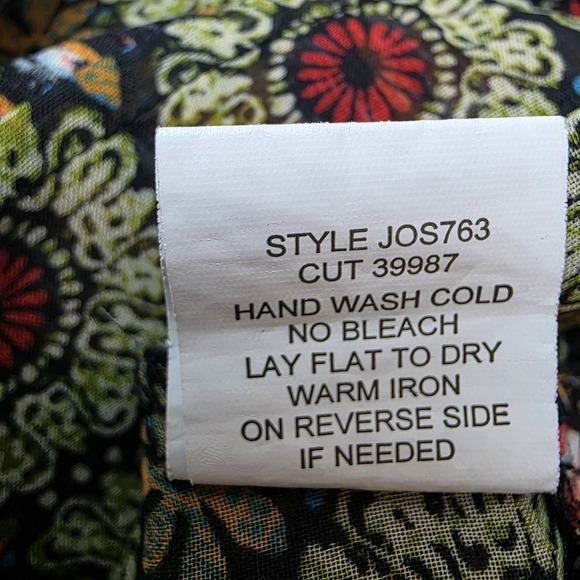 STYLE JOS763
CUT 39987
HAND WASH COLD
NO BLEACH
LAY FLAT TO DRY
WARM IRON
ON REVERSE SIDE
IF NEEDED